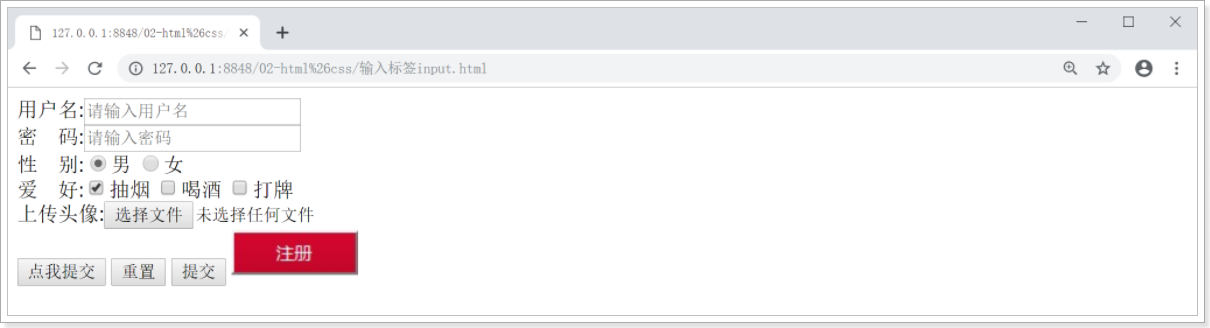 127.0.0.1:8848/02-html%26css/
127.0.0.1:8848/02-html%26css/输入标签input.html
用户名:请输入用户名
密 码:请输入密码
性 别: 男 女
爱 好: 抽烟 喝酒 打牌
上传头像:选择文件 未选择任何文件
点我提交 重置 提交 注册